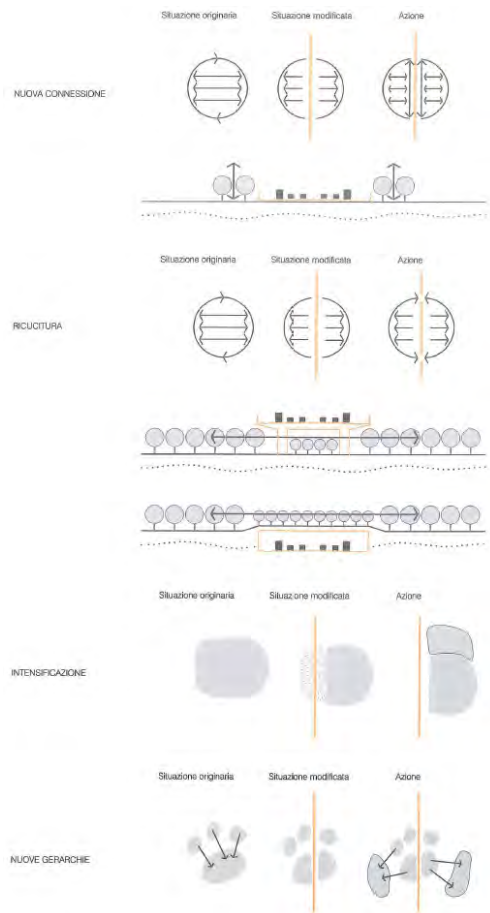 Situazione originaria Situazione modificata Azione
NUOVA CONNESSIONE
Situazione originaria Situazione modificata Azione
RICUCITURA
Situazione originaria Situazione modificata Azione
INTENSIFICAZIONE
Situazione originaria Situazione modificata Azione
NUOVE GERARCHIE